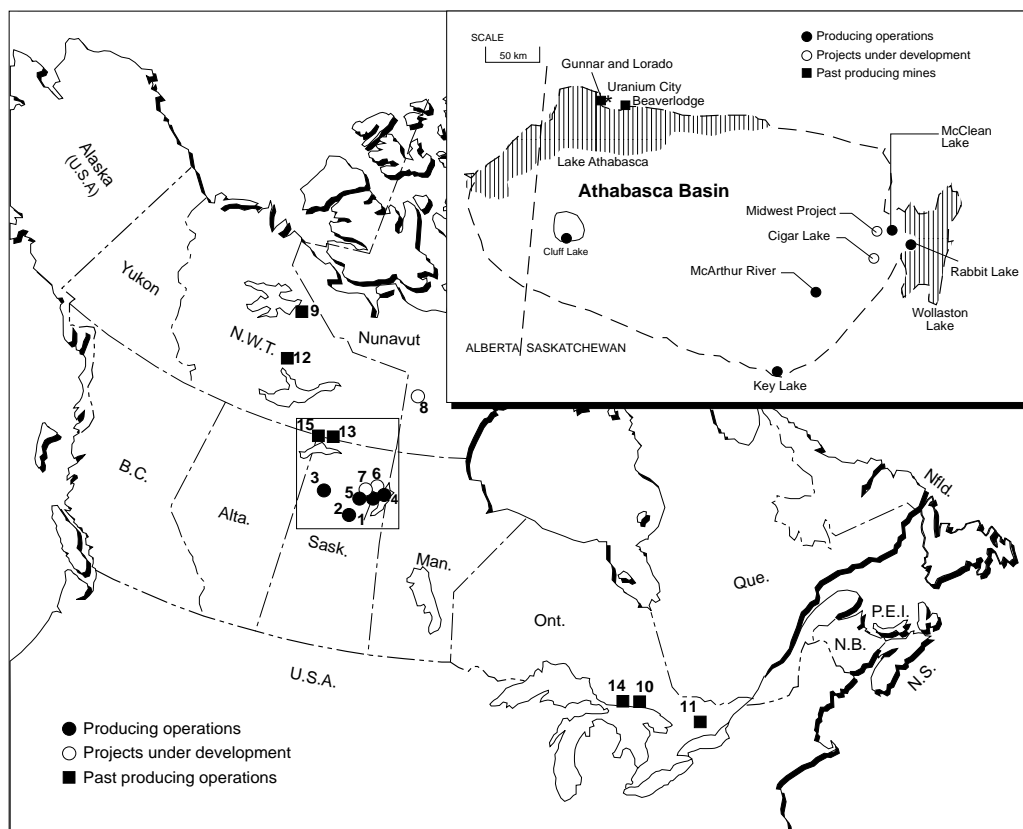 SCALE
50 km
Producing operations
Projects under development
Past producing mines
Gunnar and Lorado
Uranium City
*
Beaverlodge
McClean
Lake
Lake Athabasca
Athabasca Basin
Midwest Project
Cigar Lake
Cluff Lake
McArthur River
Rabbit Lake
Wollaston
Lake
ALBERTA SASKATCHEWAN
Key Lake
Alaska
(U.S.A)
Yukon
9
N.W.T.
Nunavut
12
8
15
13
B.C.
3
7
6
5
4
2
1
Alta.
Sask.
Man.
Nfld.
Que.
Ont.
P.E.I.
N.B.
N.S.
U.S.A.
14
10
11
Producing operations
Projects under development
Past producing operations